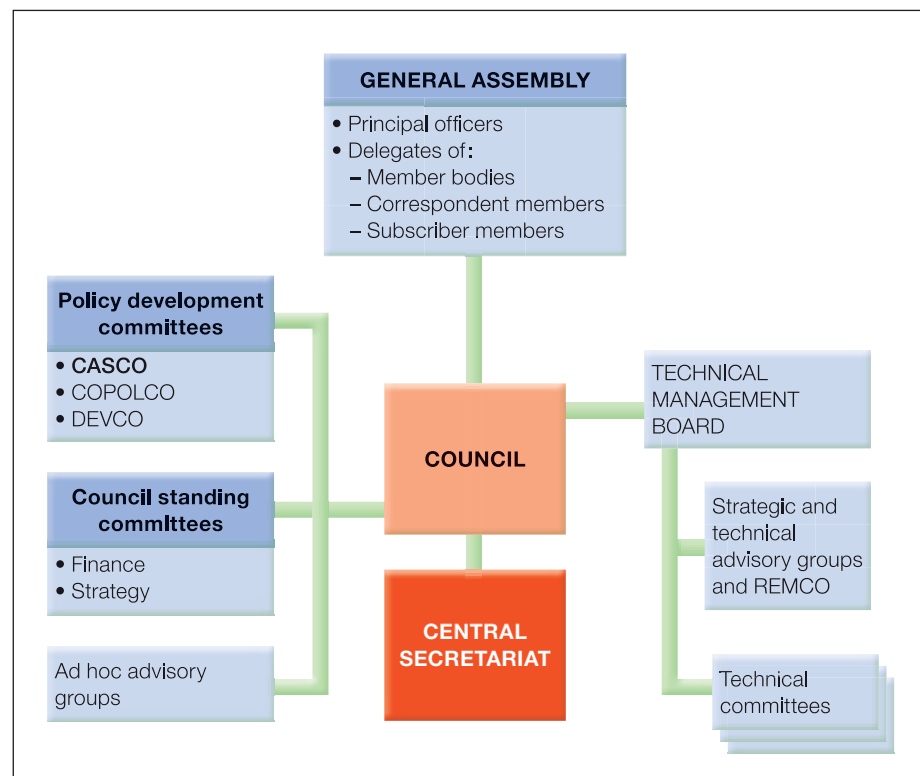 GENERAL ASSEMBLY
• Principal officers
• Delegates of:
– Member bodies
– Correspondent members
– Subscriber members
Policy development
committees
• CASCO
• COPOLCO
• DEVCO
Council standing
committees
• Finance
• Strategy
Ad hoc advisory
groups
COUNCIL
CENTRAL
SECRETARIAT
TECHNICAL
MANAGEMENT
BOARD
Strategic and
technical
advisory groups
and REMCO
Technical
committees